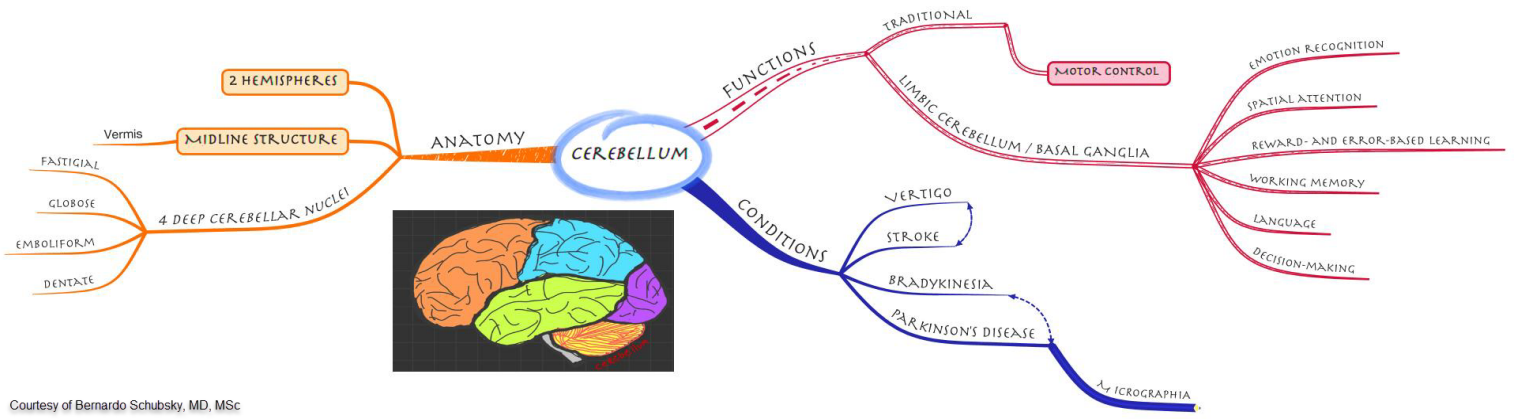 CEREBELLUM
ANATOMY
2 HEMISPHERES
MIDLINE STRUCTURE
Vermis
4 DEEP CEREBELLAR NUCLEI
FASTIGIAL
GLOBOSE
EMBOLIFORM
DENTATE
FUNCTIONS
TRADITIONAL
MOTOR CONTROL
LIMBIC CEREBELLUM / BASAL GANGLIA
EMOTION RECOGNITION
SPATIAL ATTENTION
REWARD- AND ERROR-BASED LEARNING
WORKING MEMORY
LANGUAGE
DECISION-MAKING
CONDITIONS
VERTIGO
STROKE
BRADYKINESIA
PARKINSON'S DISEASE
MICROGRAPHIA
Cerebellum
Courtesy of Bernardo Schubsky, MD, MSc